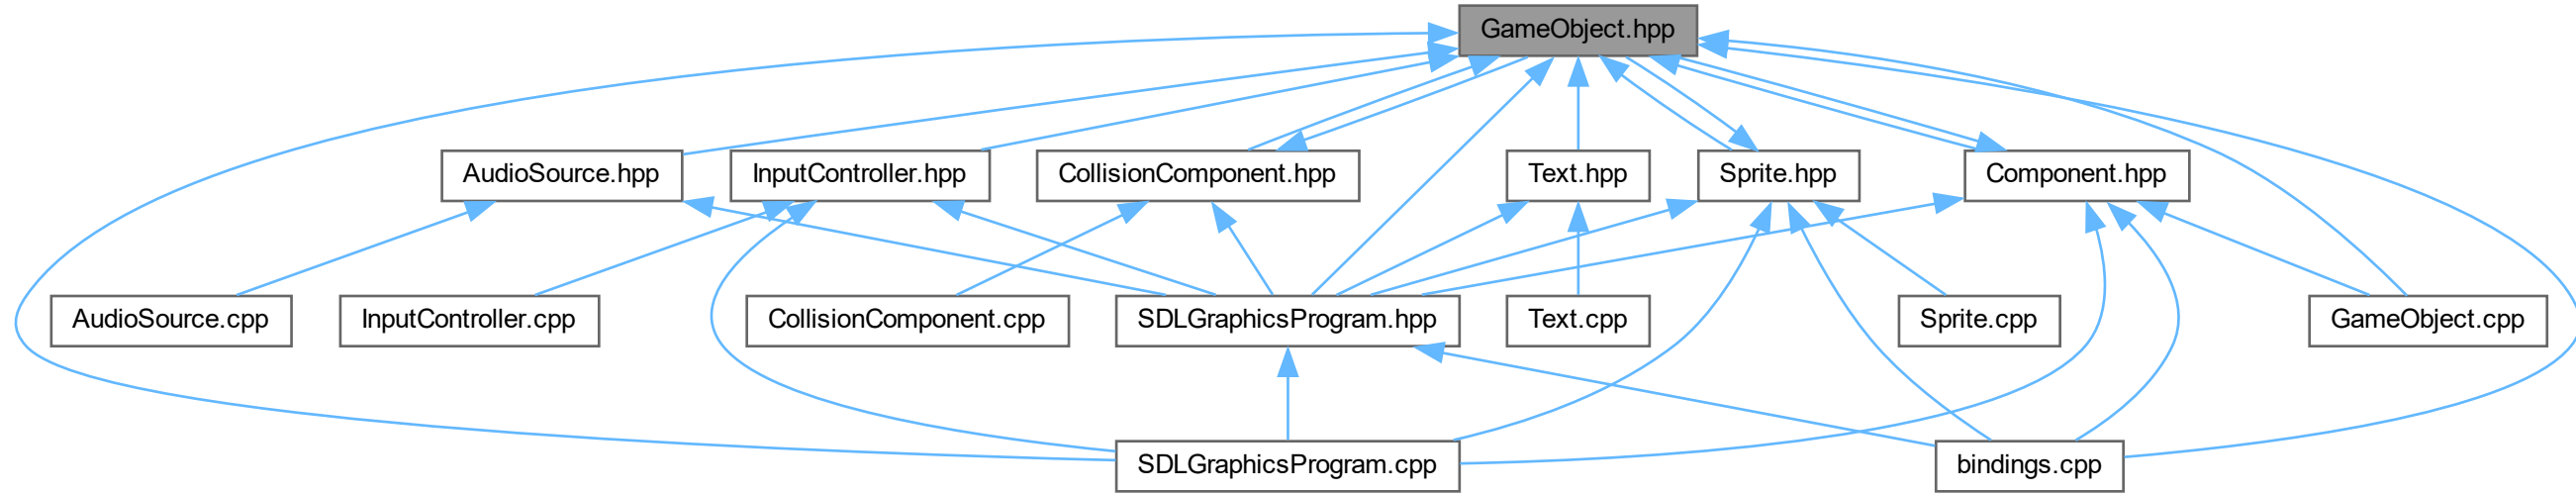 GameObject.hpp
AudioSource.hpp
InputController.hpp
CollisionComponent.hpp
Text.hpp
Sprite.hpp
Component.hpp
AudioSource.cpp
InputController.cpp
CollisionComponent.cpp
SDLGraphicsProgram.hpp
Text.cpp
Sprite.cpp
GameObject.cpp
SDLGraphicsProgram.cpp
bindings.cpp